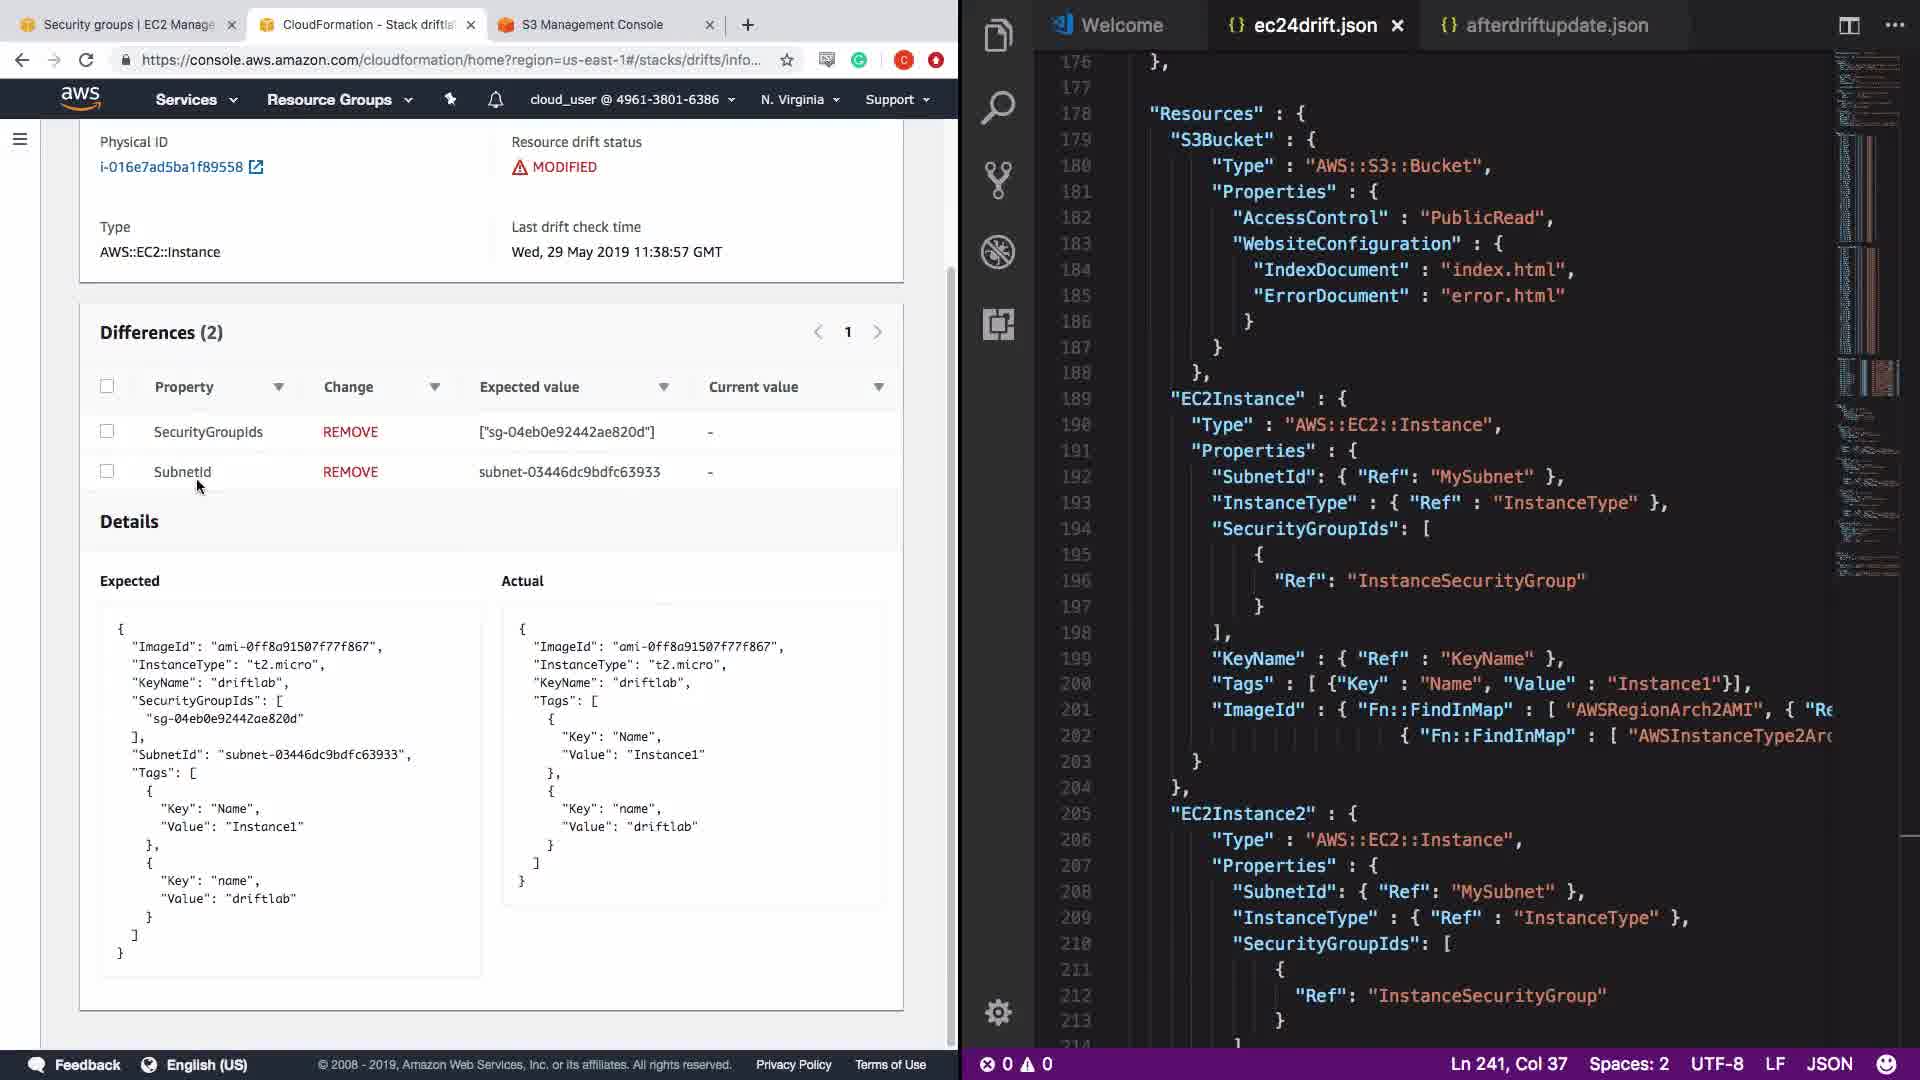 Security groups | EC2 Manage
CloudFormation - Stack driftla
S3 Management Console
https://console.aws.amazon.com/cloudformation/home?region=us-east-1#/stacks/drifts/info...
aws
Services
Resource Groups
cloud_user @ 4961-3801-6386
N. Virginia
Support
Physical ID
Resource drift status
i-016e7ad5ba1f89558
MODIFIED
Type
Last drift check time
AWS::EC2::Instance
Wed, 29 May 2019 11:38:57 GMT
Differences (2)
1
Property
Change
Expected value
Current value
SecurityGroupIds
REMOVE
["sg-04eb0e92442ae820d"]
-
SubnetId
REMOVE
subnet-03446dc9bdfc63933
-
Details
Expected
{
"ImageId": "ami-0ff8a91507f77f867",
"InstanceType": "t2.micro",
"KeyName": "driftlab",
"SecurityGroupIds": [
"sg-04eb0e92442ae820d"
],
"SubnetId": "subnet-03446dc9bdfc63933",
"Tags": [
{
"Key": "Name",
"Value": "Instance1"
},
{
"Key": "name",
"Value": "driftlab"
}
]
}
Actual
{
"ImageId": "ami-0ff8a91507f77f867",
"InstanceType": "t2.micro",
"KeyName": "driftlab",
"Tags": [
{
"Key": "Name",
"Value": "Instance1"
},
{
"Key": "name",
"Value": "driftlab"
}
]
}
Feedback
English (US)
© 2008 - 2019, Amazon Web Services, Inc. or its affiliates. All rights reserved.
Privacy Policy
Terms of Use
Welcome
{} ec24drift.json
{} afterdriftupdate.json
176 },
177
178 "Resources" : {
179 "S3Bucket" : {
180 "Type" : "AWS::S3::Bucket",
181 "Properties" : {
182 "AccessControl" : "PublicRead",
183 "WebsiteConfiguration" : {
184 "IndexDocument" : "index.html",
185 "ErrorDocument" : "error.html"
186 }
187 }
188 },
189 "EC2Instance" : {
190 "Type" : "AWS::EC2::Instance",
191 "Properties" : {
192 "SubnetId": { "Ref": "MySubnet" },
193 "InstanceType" : { "Ref" : "InstanceType" },
194 "SecurityGroupIds": [
195 {
196 "Ref": "InstanceSecurityGroup"
197 }
198 ],
199 "KeyName" : { "Ref" : "KeyName" },
200 "Tags" : [ {"Key" : "Name", "Value" : "Instance1"}],
201 "ImageId" : { "Fn::FindInMap" : [ "AWSRegionArch2AMI", { "Re
202 { "Fn::FindInMap" : [ "AWSInstanceType2Arc
203 }
204 },
205 "EC2Instance2" : {
206 "Type" : "AWS::EC2::Instance",
207 "Properties" : {
208 "SubnetId": { "Ref": "MySubnet" },
209 "InstanceType" : { "Ref" : "InstanceType" },
210 "SecurityGroupIds": [
211 {
212 "Ref": "InstanceSecurityGroup"
213 }
214 ]
0
0
Ln 241, Col 37
Spaces: 2
UTF-8
LF
JSON